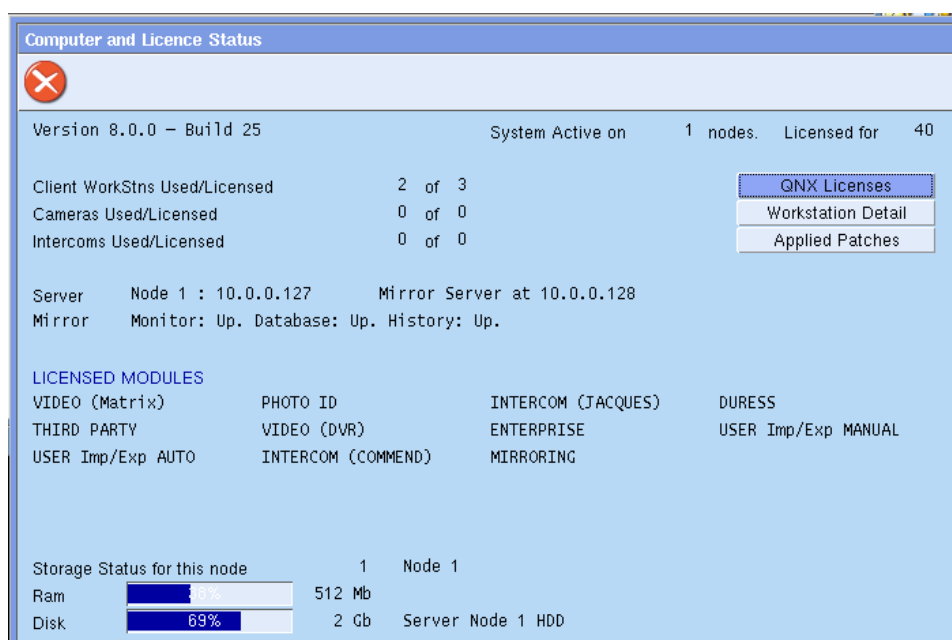 Computer and Licence Status
Version 8.0.0 – Build 25 System Active on 1 nodes. Licensed for 40
Client WorkStns Used/Licensed 2 of 3 QNX Licenses
Cameras Used/Licensed 0 of 0 Workstation Detail
Intercoms Used/Licensed 0 of 0 Applied Patches
Server Node 1 : 10.0.0.127 Mirror Server at 10.0.0.128
Mirror Monitor: Up. Database: Up. History: Up.
LICENSED MODULES
VIDEO (Matrix) PHOTO ID INTERCOM (JACQUES) DURESS
THIRD PARTY VIDEO (DVR) ENTERPRISE USER Imp/Exp MANUAL
USER Imp/Exp AUTO INTERCOM (COMMEND) MIRRORING
Storage Status for this node 1 Node 1
Ram 38% 512 Mb
Disk 69% 2 Gb Server Node 1 HDD